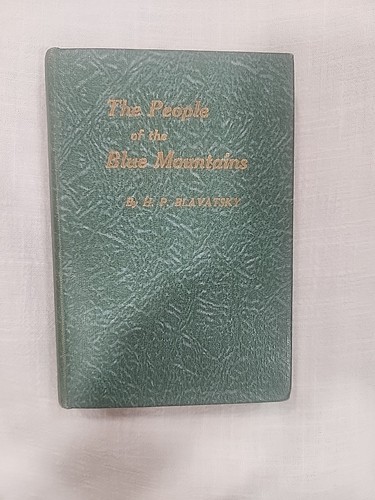 The People
of the
Blue Mountains
By H. P. BLAVATSKY